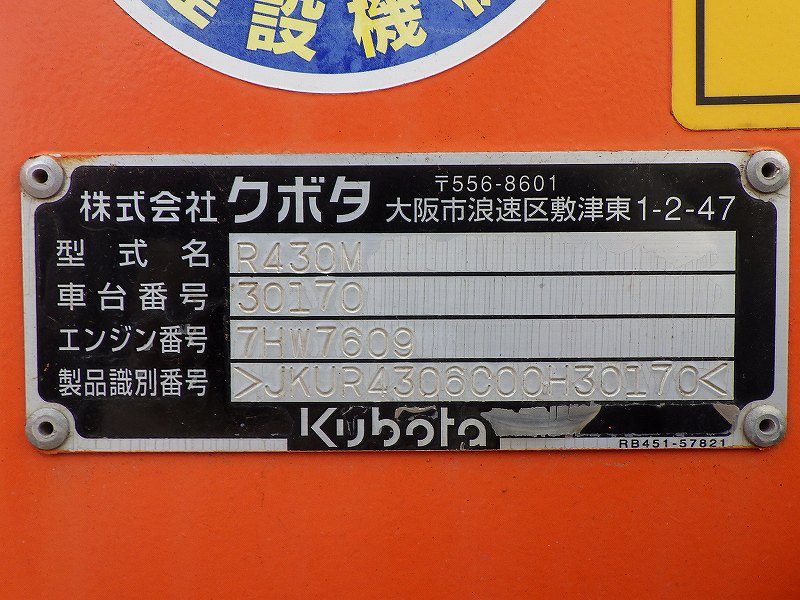 設機
株式会社クボタ 〒556-8601
大阪市浪速区敷津東1-2-47
型式名 R430M
車台番号 30170
エンジン番号 7HW7609
製品識別番号 >JKUR4306C00H30170<
Kubota
RB451-57821